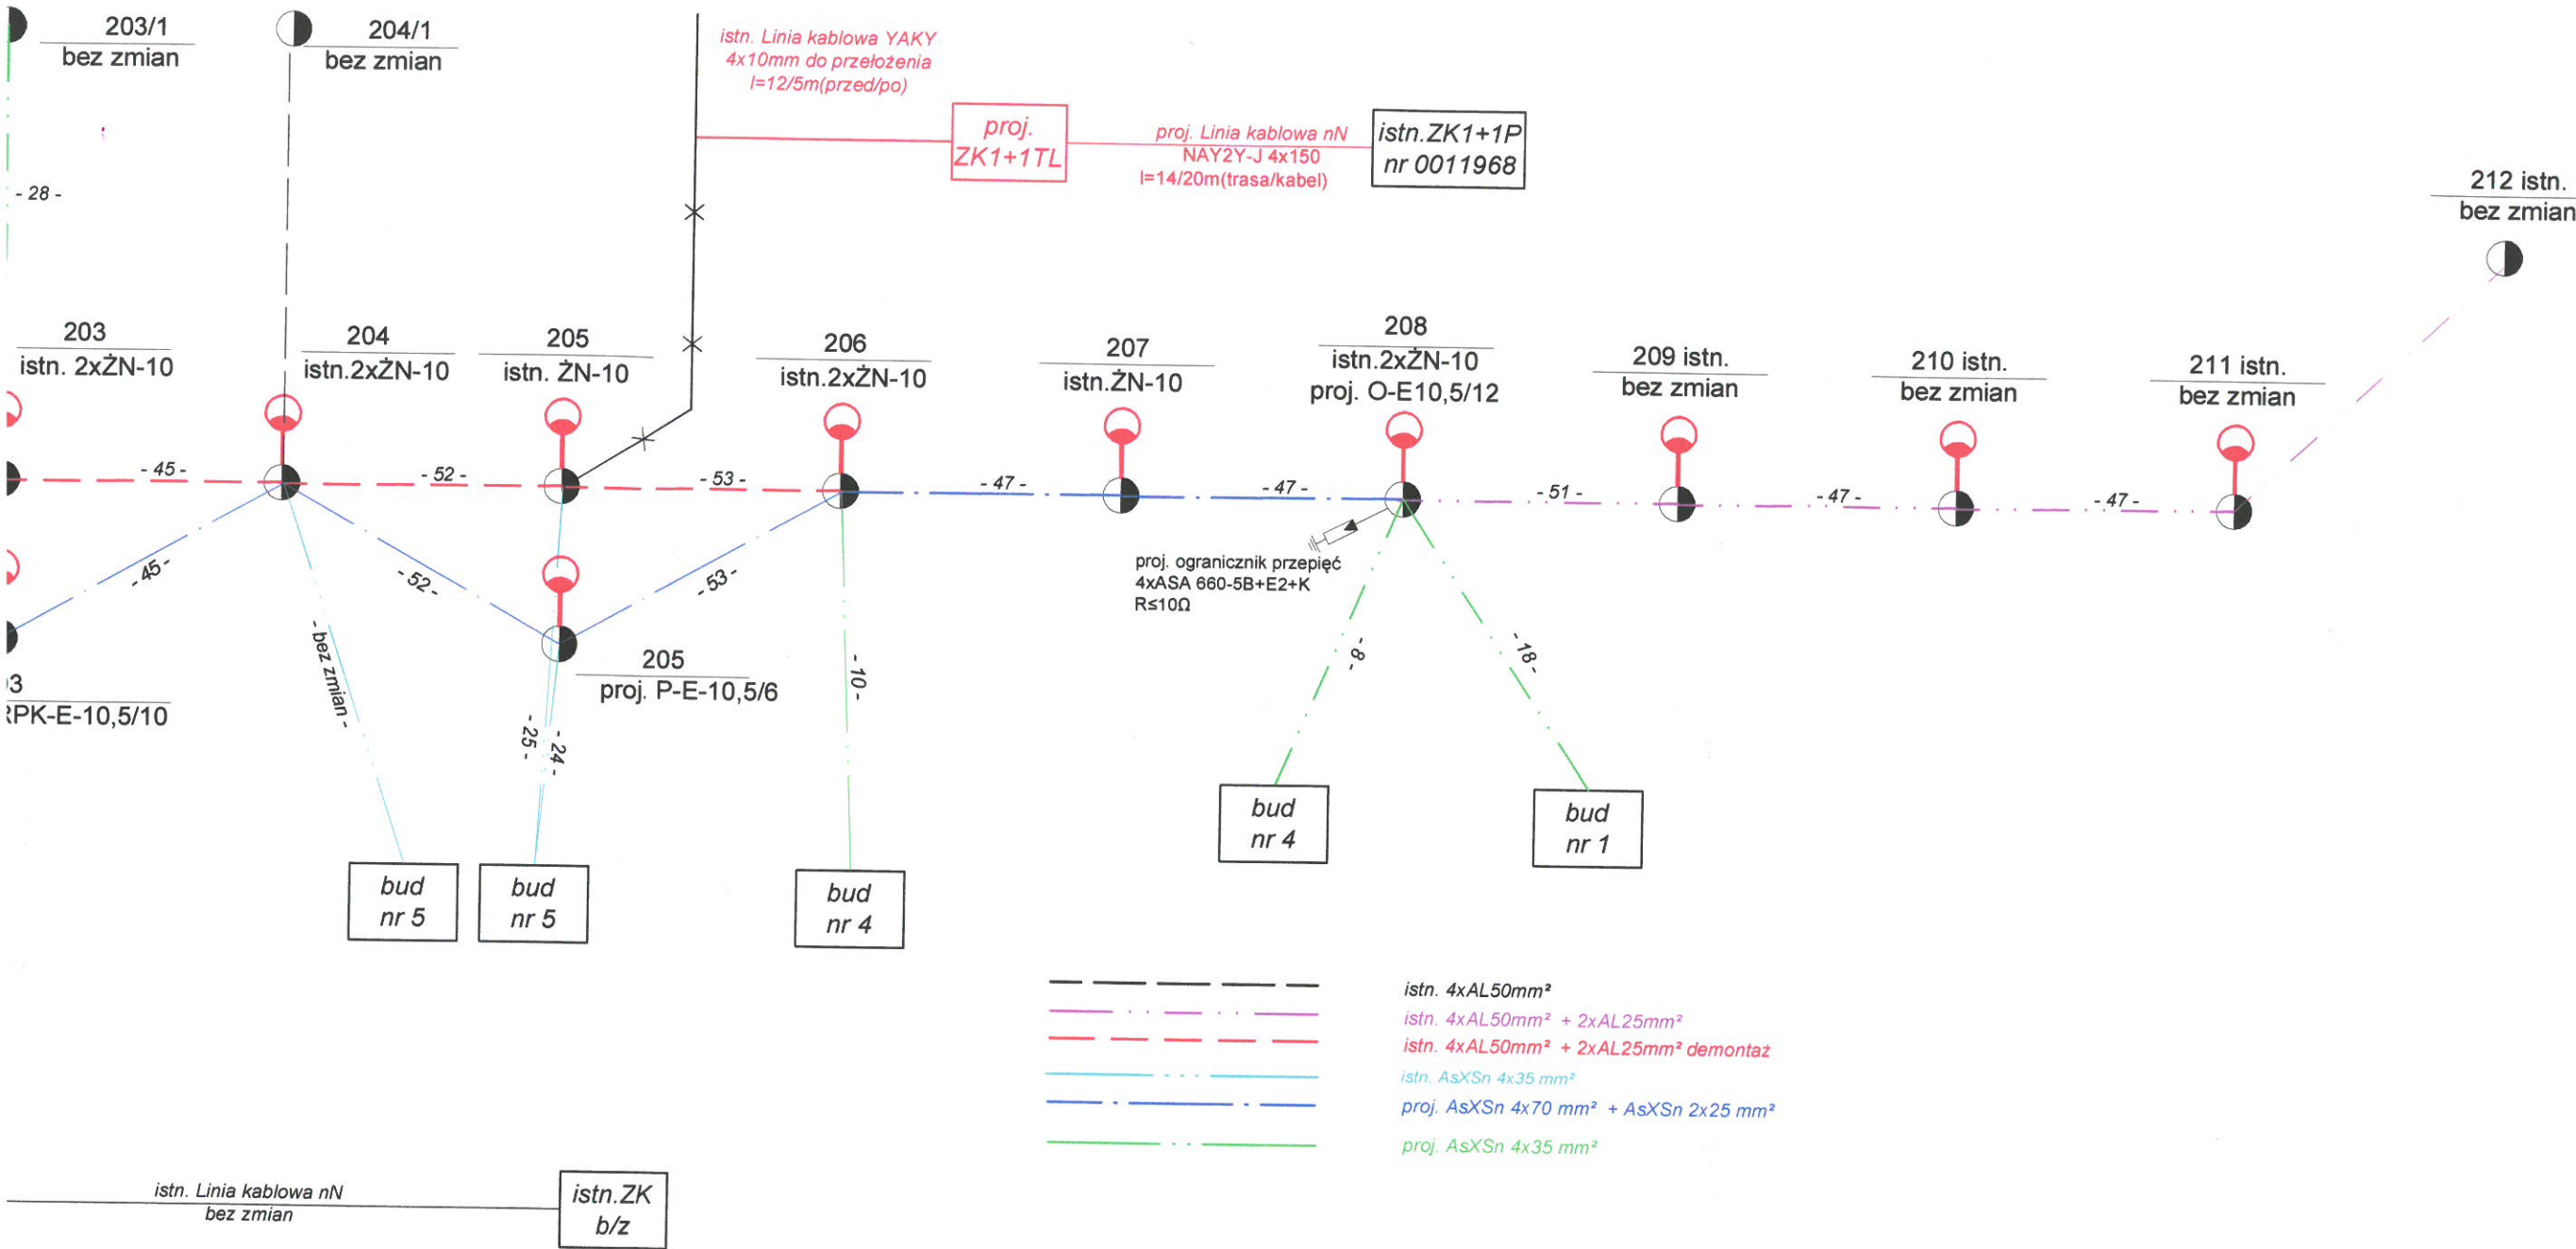 203/1
bez zmian
204/1
bez zmian
istn. Linia kablowa YAKY
4x10mm do przełożenia
l=12/5m(przed/po)
proj.
ZK1+1TL
proj. Linia kablowa nN
NAY2Y-J 4x150
l=14/20m(trasa/kabel)
istn.ZK1+1P
nr 0011968
212 istn.
bez zmian
- 28 -
203
istn. 2xŻN-10
204
istn.2xŻN-10
205
istn. ŻN-10
206
istn.2xŻN-10
207
istn.ŻN-10
208
istn.2xŻN-10
proj. O-E10,5/12
209 istn.
bez zmian
210 istn.
bez zmian
211 istn.
bez zmian
- 45 -
- 52 -
- 53 -
- 47 -
- 47 -
- 51 -
- 47 -
- 47 -
- 45 -
- 52 -
- 53 -
proj. ogranicznik przepięć
4xASA 660-5B+E2+K
R≤10Ω
- bez zmian -
205
proj. P-E-10,5/6
- 10 -
- 8 -
- 18 -
3
RPK-E-10,5/10
- 25 -
- 24 -
bud
nr 5
bud
nr 5
bud
nr 4
bud
nr 4
bud
nr 1
istn. 4xAL50mm²
istn. 4xAL50mm² + 2xAL25mm²
istn. 4xAL50mm² + 2xAL25mm² demontaż
istn. AsXSn 4x35 mm²
proj. AsXSn 4x70 mm² + AsXSn 2x25 mm²
proj. AsXSn 4x35 mm²
istn. Linia kablowa nN
bez zmian
istn.ZK
b/z